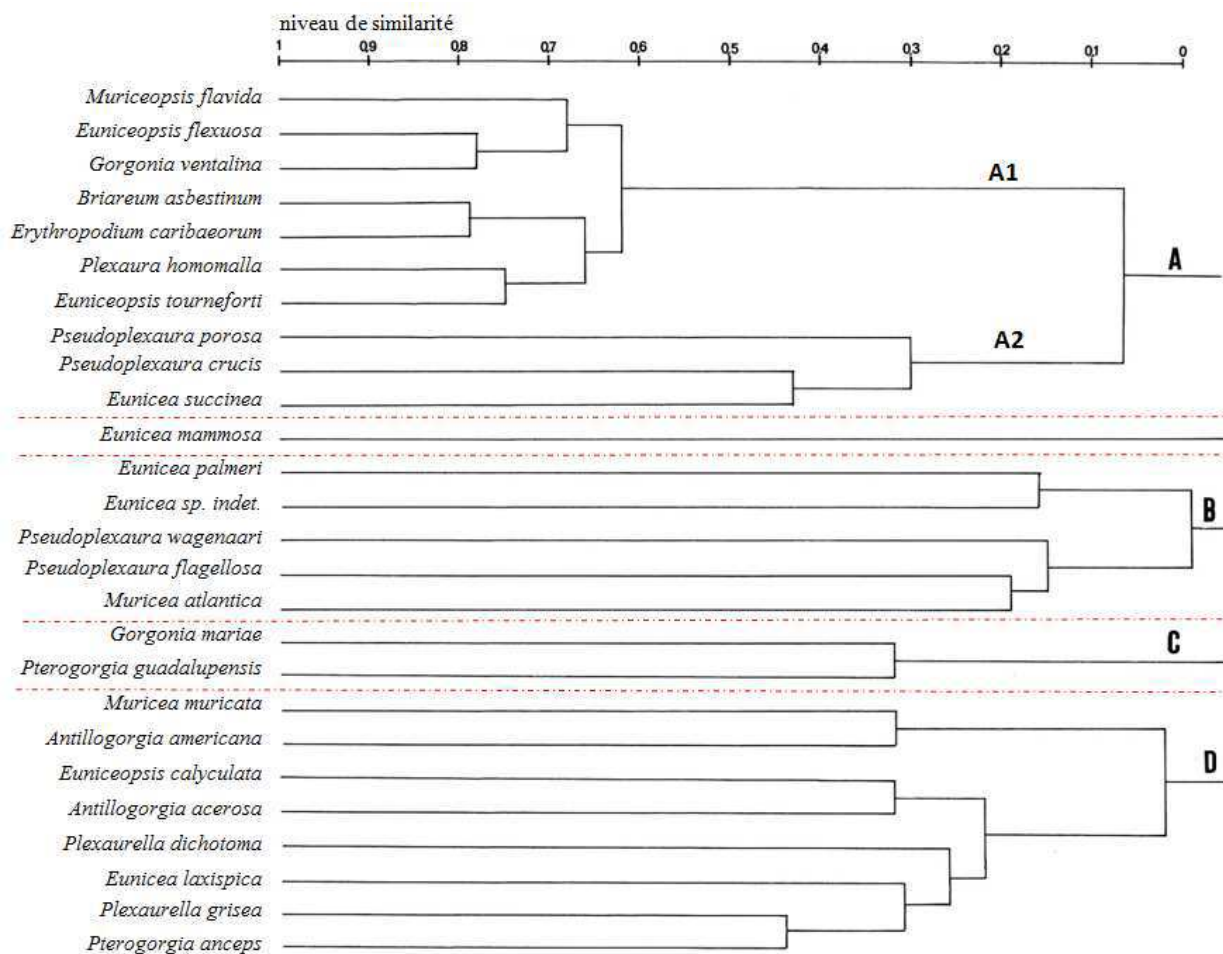 niveau de similarité
1 0,9 0,8 0,7 0,6 0,5 0,4 0,3 0,2 0,1 0
Muriceopsis flavida
Euniceopsis flexuosa
Gorgonia ventalina
A1
Briareum asbestinum
Erythropodium caribaeorum
A
Plexaura homomalla
Euniceopsis tourneforti
Pseudoplexaura porosa
A2
Pseudoplexaura crucis
Eunicea succinea
Eunicea mammosa
Eunicea palmeri
Eunicea sp. indet.
B
Pseudoplexaura wagenaari
Pseudoplexaura flagellosa
Muricea atlantica
Gorgonia mariae
C
Pterogorgia guadalupensis
Muricea muricata
Antillogorgia americana
D
Euniceopsis calyculata
Antillogorgia acerosa
Plexaurella dichotoma
Eunicea laxispica
Plexaurella grisea
Pterogorgia anceps